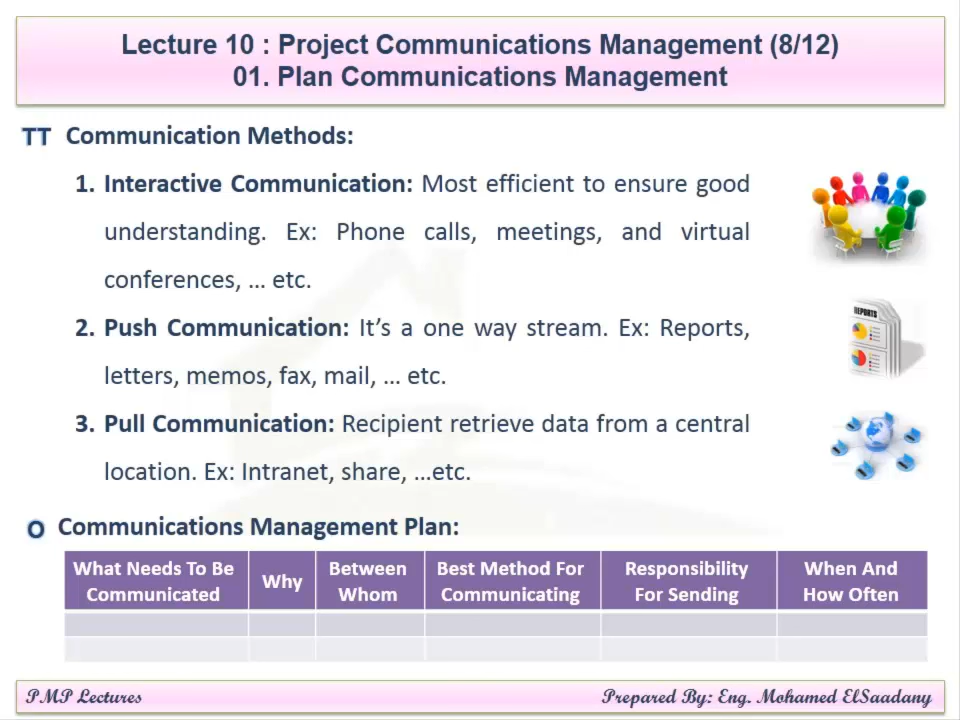 Lecture 10 : Project Communications Management (8/12)
01. Plan Communications Management
TT Communication Methods:
1. Interactive Communication: Most efficient to ensure good
understanding. Ex: Phone calls, meetings, and virtual
conferences, ... etc.
REPORTS
2. Push Communication: It's a one way stream. Ex: Reports,
letters, memos, fax, mail, ... etc.
3. Pull Communication: Recipient retrieve data from a central
location. Ex: Intranet, share, ...etc.
O Communications Management Plan:
What Needs To Be Communicated
Why
Between Whom
Best Method For Communicating
Responsibility For Sending
When And How Often
PMP Lectures
Prepared By: Eng. Mohamed ElSaadany